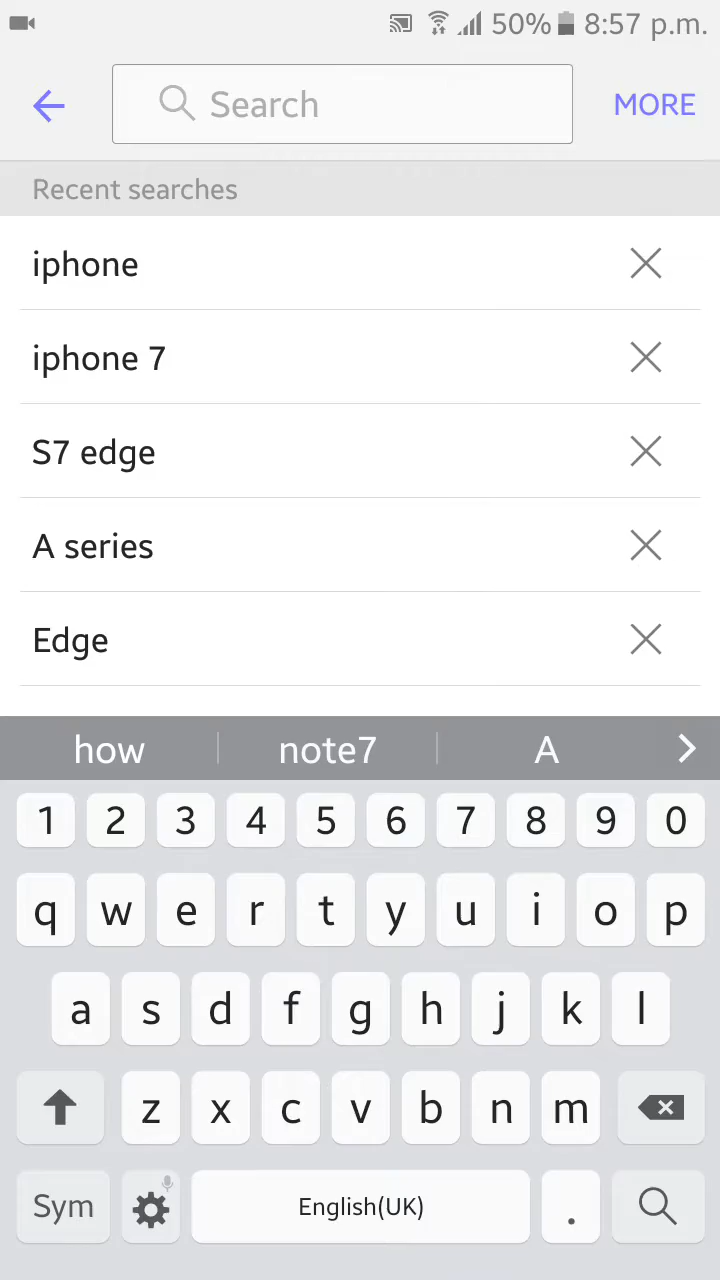 50% 8:57 p.m.
Search MORE
Recent searches
iphone
iphone 7
S7 edge
A series
Edge
how note7 A
1 2 3 4 5 6 7 8 9 0
q w e r t y u i o p
a s d f g h j k l
z x c v b n m
Sym English(UK) .